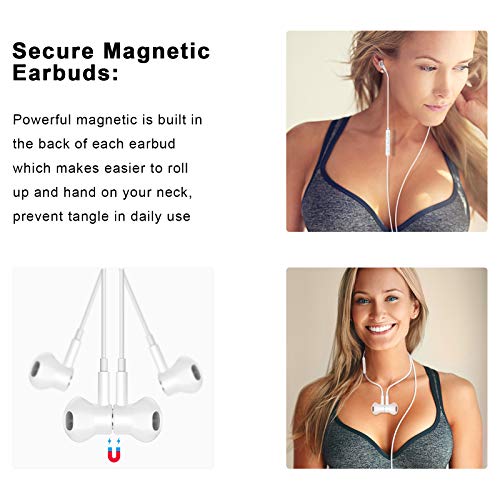 Secure Magnetic
Earbuds:
Powerful magnetic is built in
the back of each earbud
which makes easier to roll
up and hand on your neck,
prevent tangle in daily use